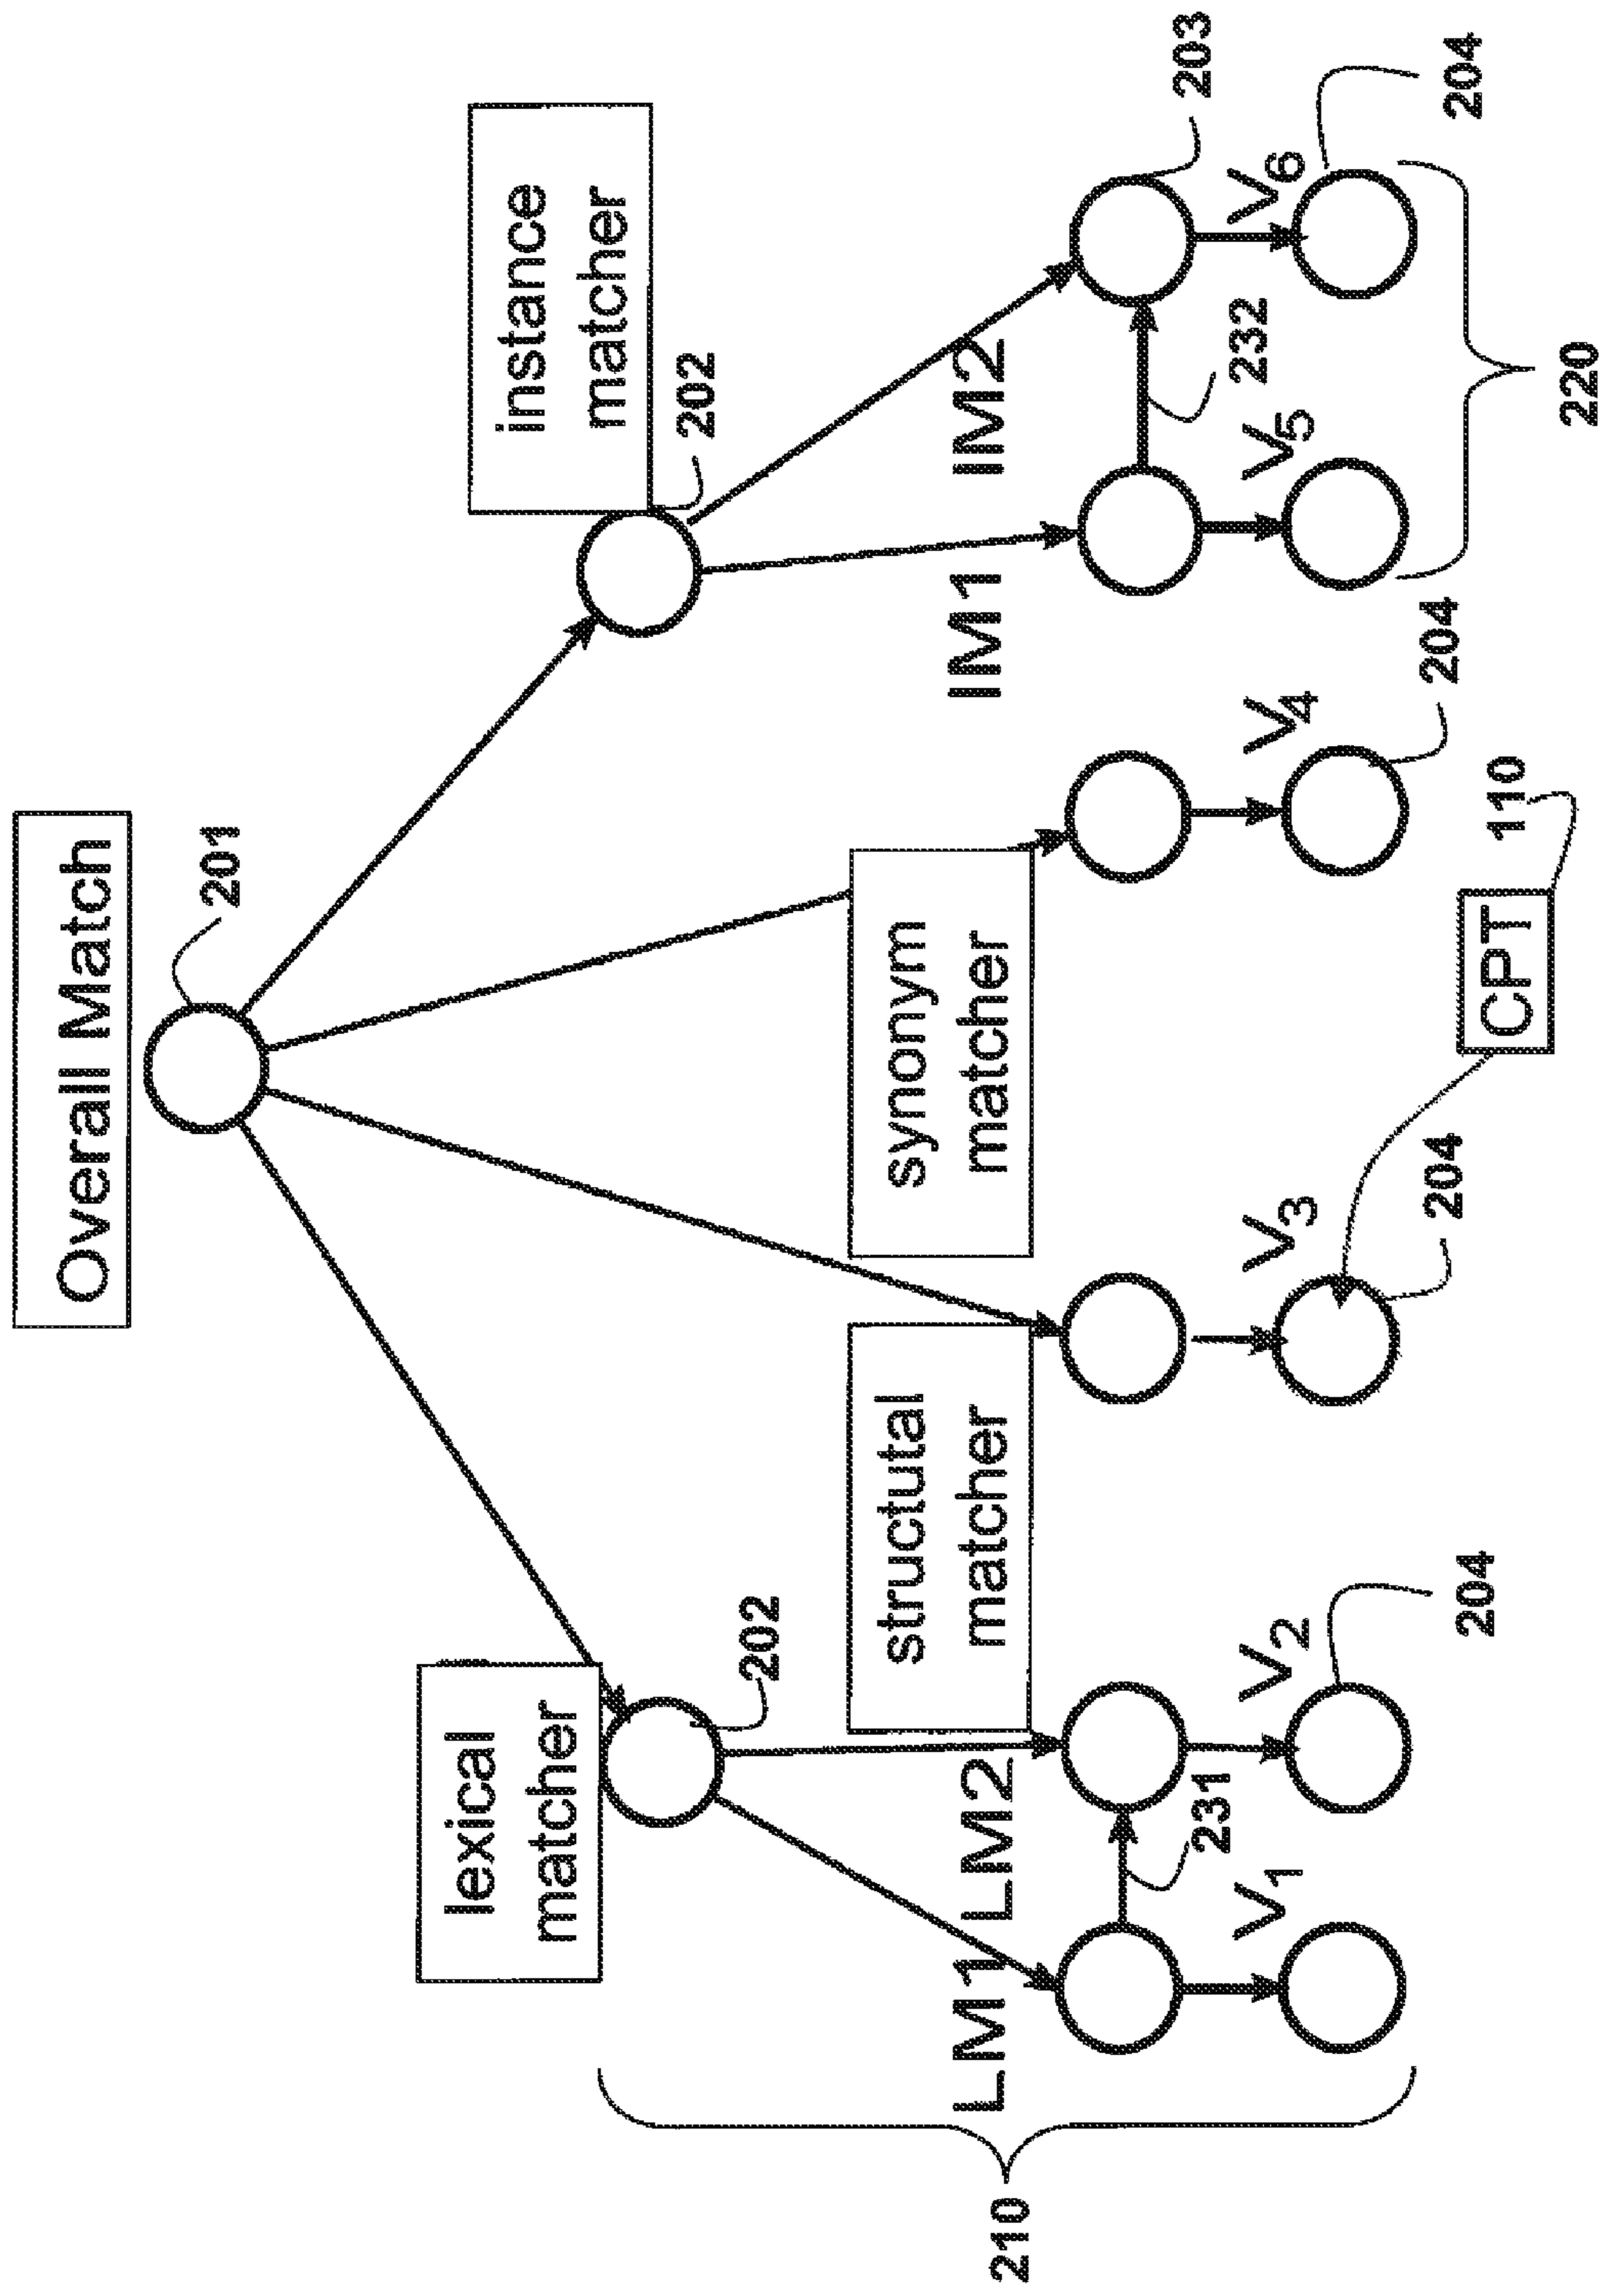 Overall Match
201
lexical
matcher
202
instance
matcher
202
structutal
matcher
synonym
matcher
LM1
LM2
IM1
IM2
203
231
232
V1
V2
V3
V4
V5
V6
204
204
204
204
CPT
110
210
220